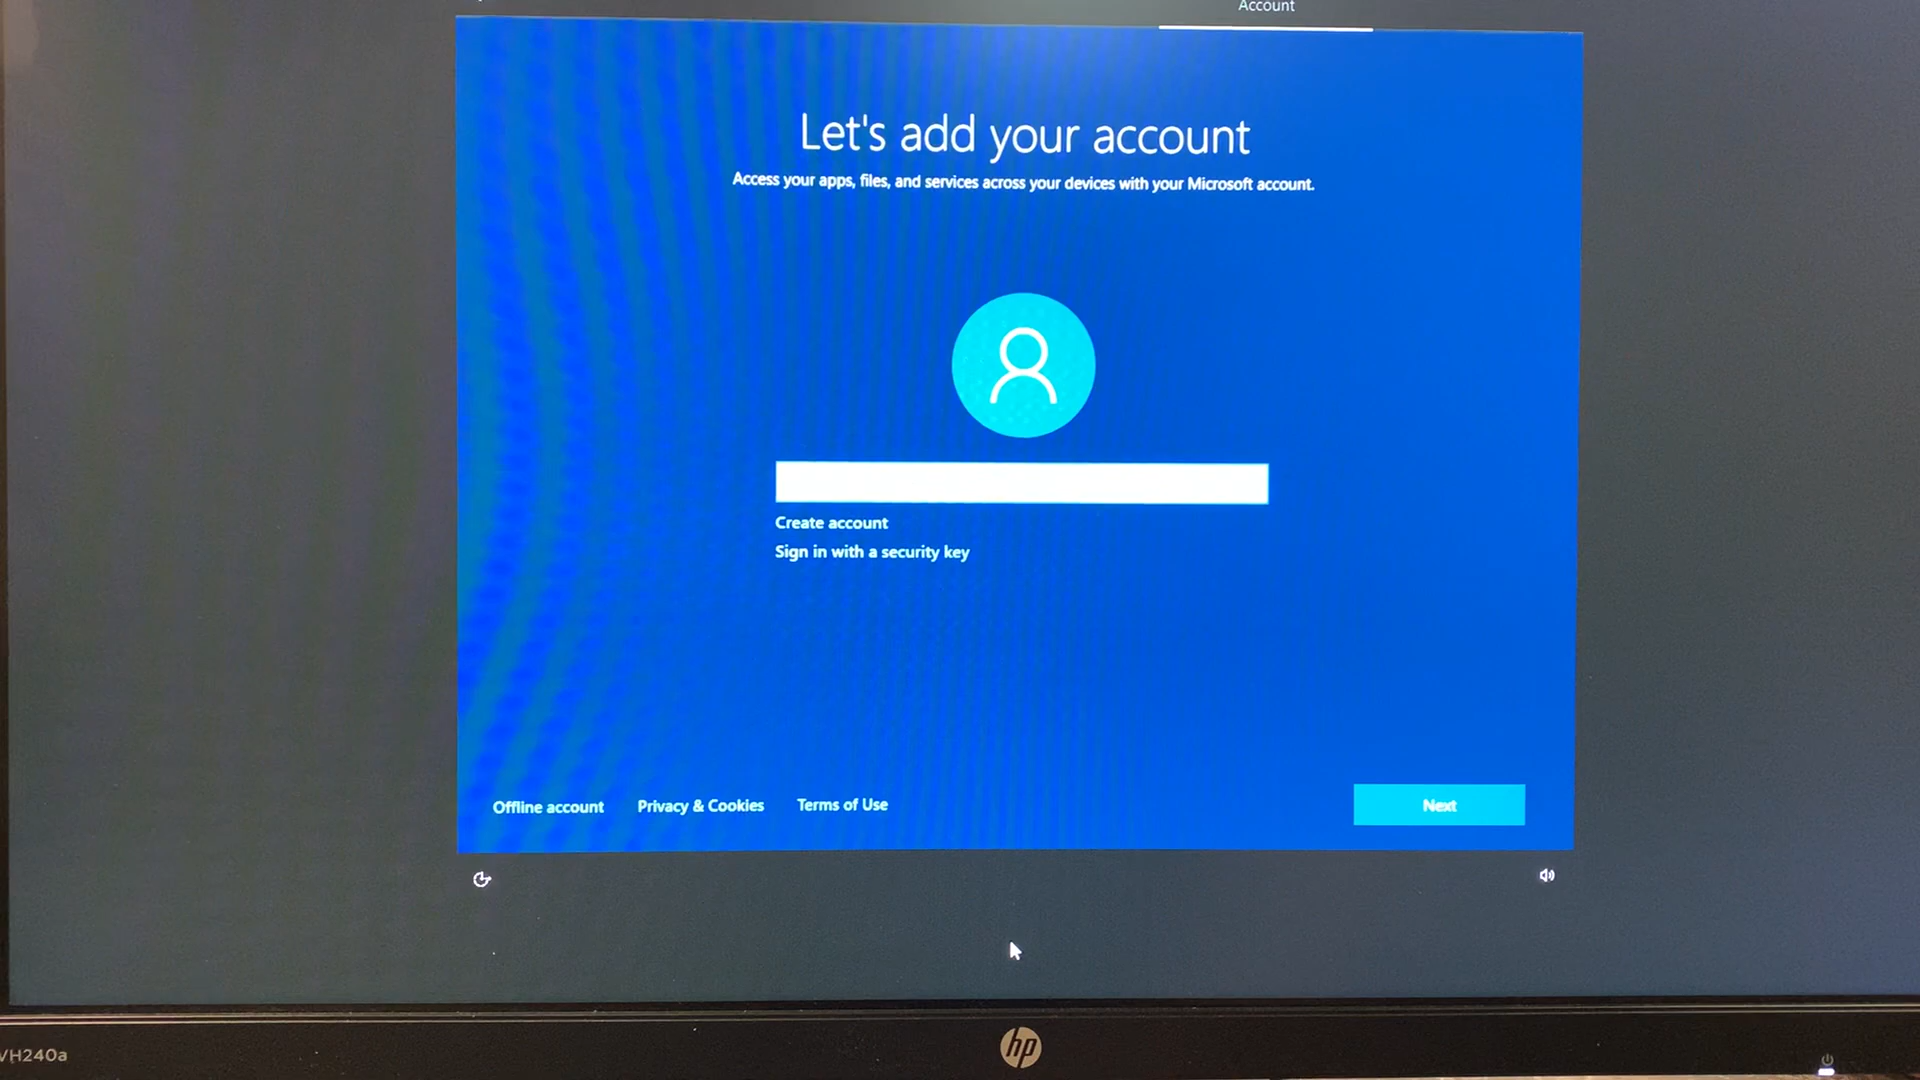 Account
Let's add your account
Access your apps, files, and services across your devices with your Microsoft account.
Create account
Sign in with a security key
Offline account
Privacy & Cookies
Terms of Use
Next
VH240a
hp